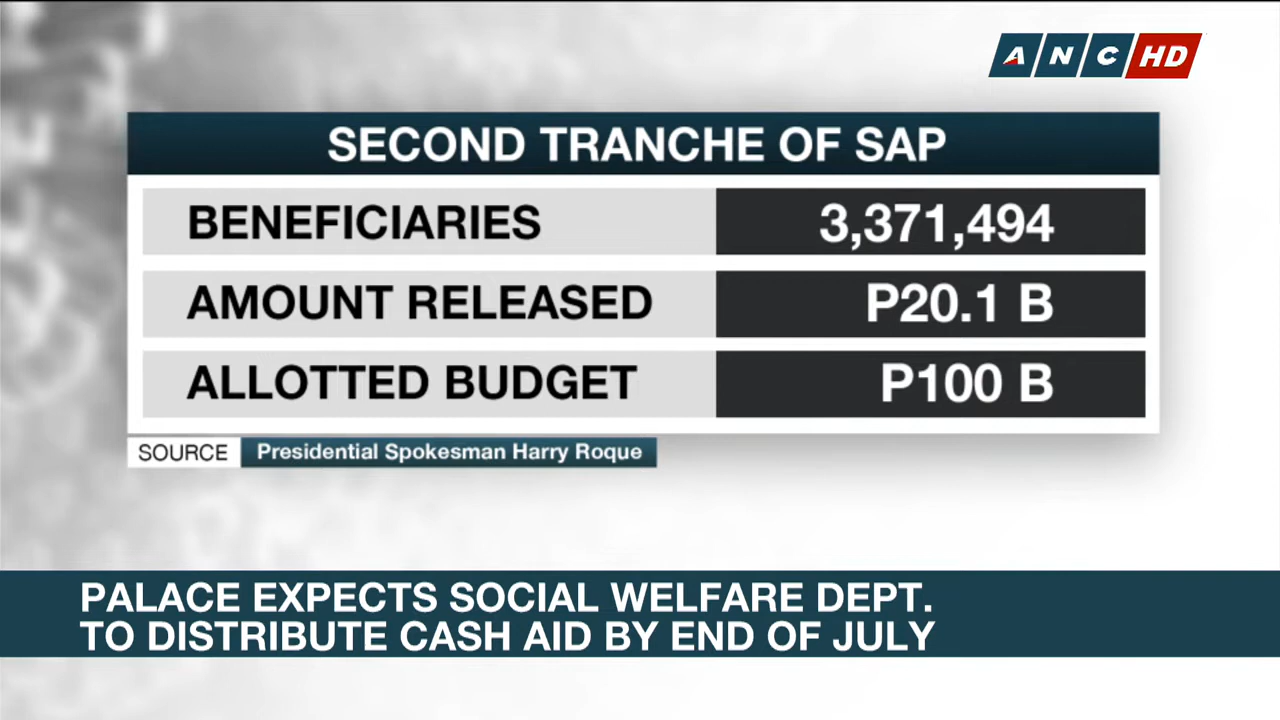 ANC HD
SECOND TRANCHE OF SAP
BENEFICIARIES 3,371,494
AMOUNT RELEASED P20.1 B
ALLOTTED BUDGET P100 B
SOURCE Presidential Spokesman Harry Roque
PALACE EXPECTS SOCIAL WELFARE DEPT.
TO DISTRIBUTE CASH AID BY END OF JULY